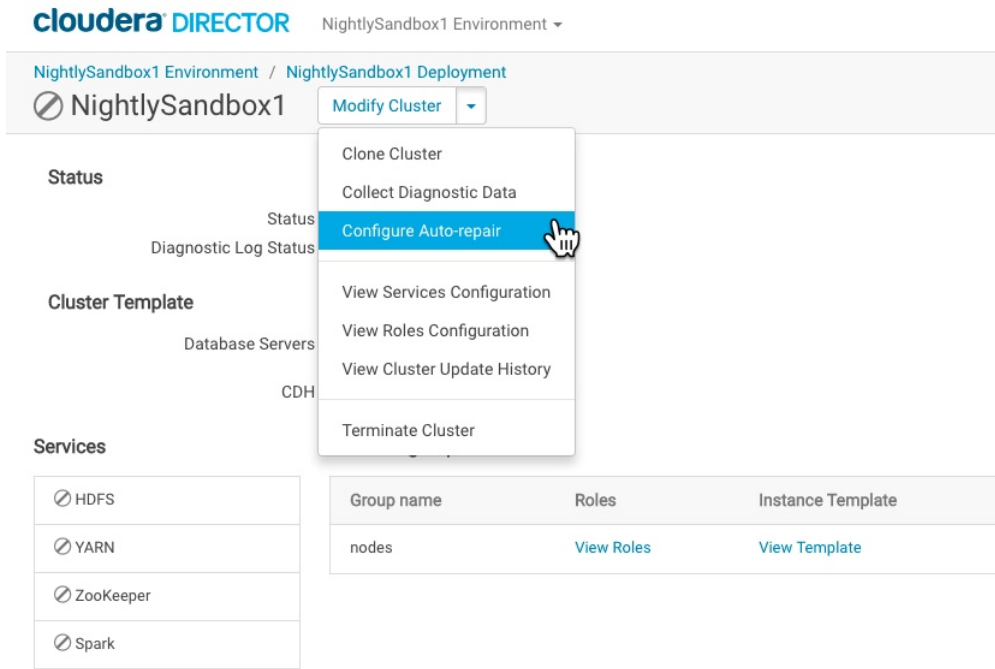 cloudera DIRECTOR NightlySandbox1 Environment
NightlySandbox1 Environment / NightlySandbox1 Deployment
NightlySandbox1 Modify Cluster
Clone Cluster
Collect Diagnostic Data
Configure Auto-repair
View Services Configuration
View Roles Configuration
View Cluster Update History
Terminate Cluster
Status
Status
Diagnostic Log Status
Cluster Template
Database Servers
CDH
Services
HDFS
YARN
ZooKeeper
Spark
Group name Roles Instance Template
nodes View Roles View Template